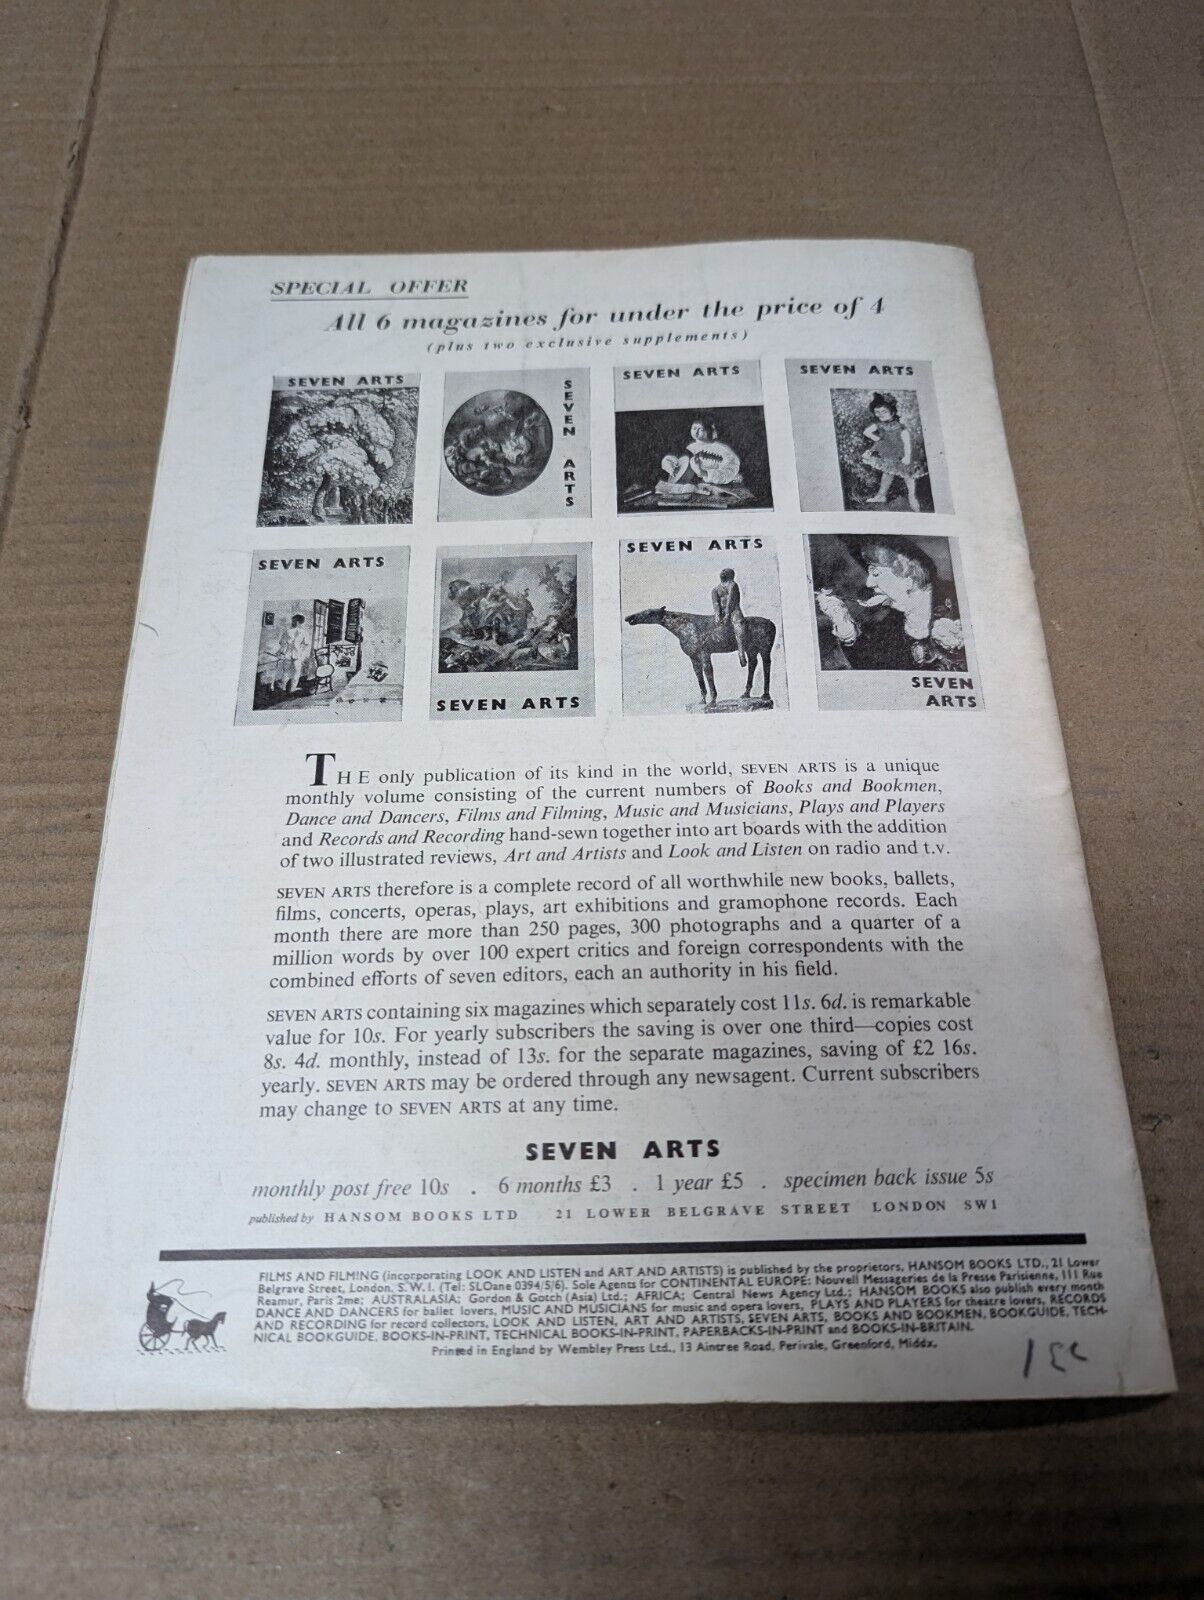 SPECIAL OFFER
All 6 magazines for under the price of 4
(plus two exclusive supplements)
SEVEN ARTS
SEVEN ARTS
SEVEN ARTS
SEVEN ARTS
SEVEN ARTS
SEVEN ARTS
SEVEN ARTS
SEVEN
ARTS
THE only publication of its kind in the world, SEVEN ARTS is a unique
monthly volume consisting of the current numbers of Books and Bookmen,
Dance and Dancers, Films and Filming, Music and Musicians, Plays and Players
and Records and Recording hand-sewn together into art boards with the addition
of two illustrated reviews, Art and Artists and Look and Listen on radio and t.v.
SEVEN ARTS therefore is a complete record of all worthwhile new books, ballets,
films, concerts, operas, plays, art exhibitions and gramophone records. Each
month there are more than 250 pages, 300 photographs and a quarter of a
million words by over 100 expert critics and foreign correspondents with the
combined efforts of seven editors, each an authority in his field.
SEVEN ARTS containing six magazines which separately cost 11s. 6d. is remarkable
value for 10s. For yearly subscribers the saving is over one third—copies cost
8s. 4d. monthly, instead of 13s. for the separate magazines, saving of £2 16s.
yearly. SEVEN ARTS may be ordered through any newsagent. Current subscribers
may change to SEVEN ARTS at any time.
SEVEN ARTS
monthly post free 10s . 6 months £3 . 1 year £5 . specimen back issue 5s
published by HANSOM BOOKS LTD 21 LOWER BELGRAVE STREET LONDON SW1
FILMS AND FILMING (incorporating LOOK AND LISTEN and ART AND ARTISTS) is published by the proprietors, HANSOM BOOKS LTD., 21 Lower
Belgrave Street, London, S.W.1. (Tel: SLOane 0394/5/6). Sole Agents for CONTINENTAL EUROPE: Nouvell Messageries de la Presse Parisienne, 111 Rue
Reamur, Paris 2me; AUSTRALASIA; Gordon & Gotch (Asia) Ltd.; AFRICA; Central News Agency Ltd.; HANSOM BOOKS also publish every month
DANCE AND DANCERS for ballet lovers, MUSIC AND MUSICIANS for music and opera lovers, PLAYS AND PLAYERS for theatre lovers, RECORDS
AND RECORDING for record collectors, LOOK AND LISTEN, ART AND ARTISTS, SEVEN ARTS, BOOKS AND BOOKMEN, BOOKGUIDE, TECH-
NICAL BOOKGUIDE, BOOKS-IN-PRINT, TECHNICAL BOOKS-IN-PRINT, PAPERBACKS-IN-PRINT and BOOKS-IN-BRITAIN.
Printed in England by Wembley Press Ltd., 13 Aintree Road, Perivale, Greenford, Middx.